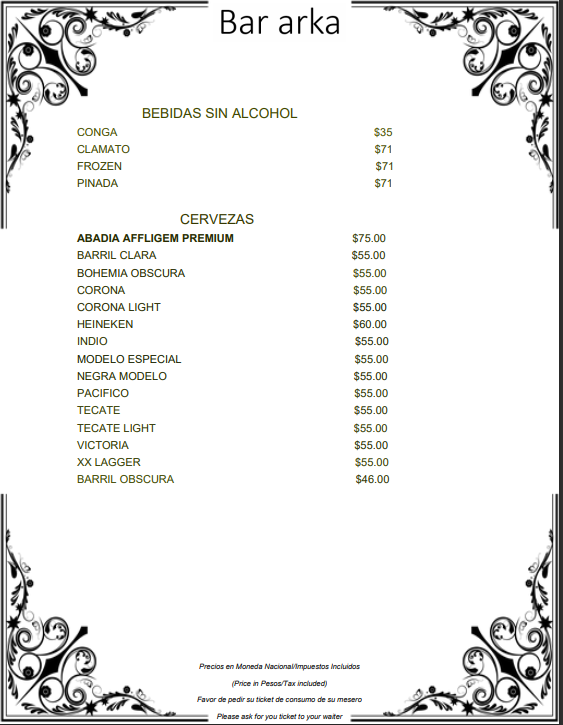 Bar arka
BEBIDAS SIN ALCOHOL
CONGA $35
CLAMATO $71
FROZEN $71
PINADA $71
CERVEZAS
ABADIA AFFLIGEM PREMIUM $75.00
BARRIL CLARA $55.00
BOHEMIA OBSCURA $55.00
CORONA $55.00
CORONA LIGHT $55.00
HEINEKEN $60.00
INDIO $55.00
MODELO ESPECIAL $55.00
NEGRA MODELO $55.00
PACIFICO $55.00
TECATE $55.00
TECATE LIGHT $55.00
VICTORIA $55.00
XX LAGGER $55.00
BARRIL OBSCURA $46.00
Precios en Moneda Nacional/Impuestos Incluidos
(Price in Pesos/Tax included)
Favor de pedir su ticket de consumo de su mesero
Please ask for you ticket to your waiter